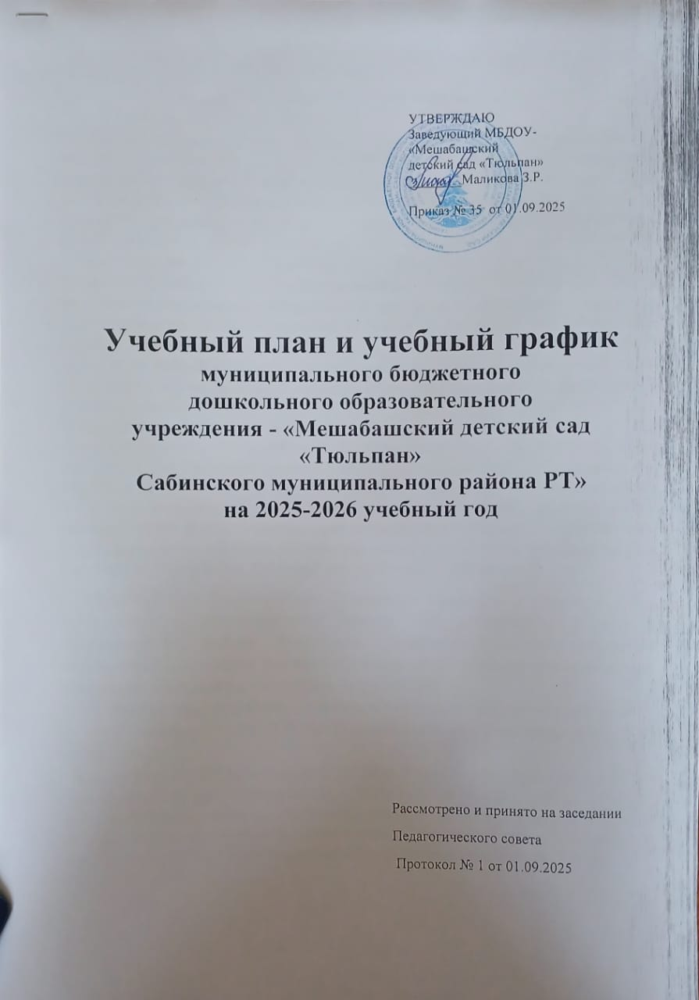 УТВЕРЖДАЮ
Заведующий МБДОУ-
«Мешабашский
детский сад «Тюльпан»
Маликова З.Р.
Приказ № 35 от 01.09.2025
Учебный план и учебный график
муниципального бюджетного
дошкольного образовательного
учреждения - «Мешабашский детский сад
«Тюльпан»
Сабинского муниципального района РТ»
на 2025-2026 учебный год
Рассмотрено и принято на заседании
Педагогического совета
Протокол № 1 от 01.09.2025